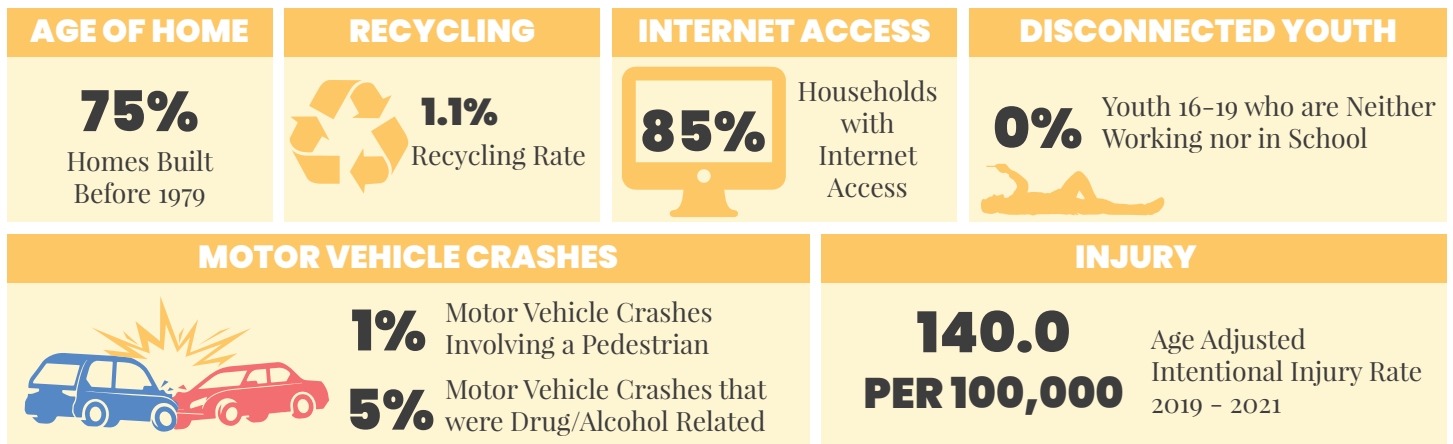 AGE OF HOME
75%
Homes Built
Before 1979
RECYCLING
1.1%
Recycling Rate
INTERNET ACCESS
85%
Households
with
Internet
Access
DISCONNECTED YOUTH
0%
Youth 16-19 who are Neither
Working nor in School
MOTOR VEHICLE CRASHES
1%
Motor Vehicle Crashes
Involving a Pedestrian
5%
Motor Vehicle Crashes that
were Drug/Alcohol Related
INJURY
140.0
PER 100,000
Age Adjusted
Intentional Injury Rate
2019 - 2021